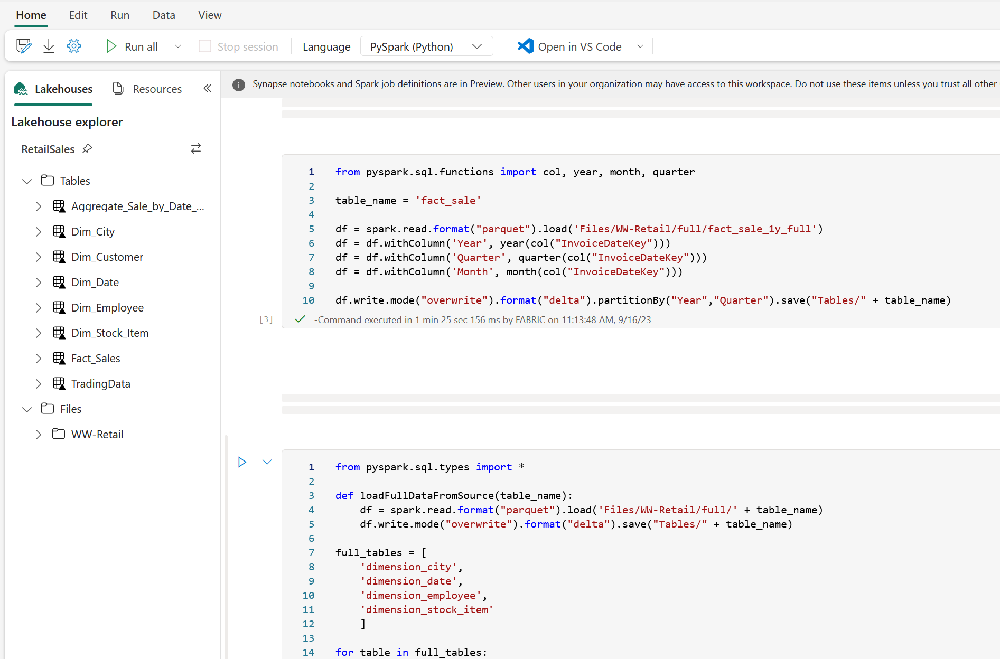 Home Edit Run Data View
Run all Stop session Language PySpark (Python) Open in VS Code
Lakehouses Resources
Synapse notebooks and Spark job definitions are in Preview. Other users in your organization may have access to this workspace. Do not use these items unless you trust all other
Lakehouse explorer
RetailSales
Tables
Aggregate_Sale_by_Date_...
Dim_City
Dim_Customer
Dim_Date
Dim_Employee
Dim_Stock_Item
Fact_Sales
TradingData
Files
WW-Retail
1 from pyspark.sql.functions import col, year, month, quarter
2
3 table_name = 'fact_sale'
4
5 df = spark.read.format("parquet").load('Files/WW-Retail/full/fact_sale_1y_full')
6 df = df.withColumn('Year', year(col("InvoiceDateKey")))
7 df = df.withColumn('Quarter', quarter(col("InvoiceDateKey")))
8 df = df.withColumn('Month', month(col("InvoiceDateKey")))
9
10 df.write.mode("overwrite").format("delta").partitionBy("Year","Quarter").save("Tables/" + table_name)
[3] -Command executed in 1 min 25 sec 156 ms by FABRIC on 11:13:48 AM, 9/16/23
1 from pyspark.sql.types import *
2
3 def loadFullDataFromSource(table_name):
4     df = spark.read.format("parquet").load('Files/WW-Retail/full/' + table_name)
5     df.write.mode("overwrite").format("delta").save("Tables/" + table_name)
6
7 full_tables = [
8     'dimension_city',
9     'dimension_date',
10     'dimension_employee',
11     'dimension_stock_item'
12     ]
13
14 for table in full_tables: